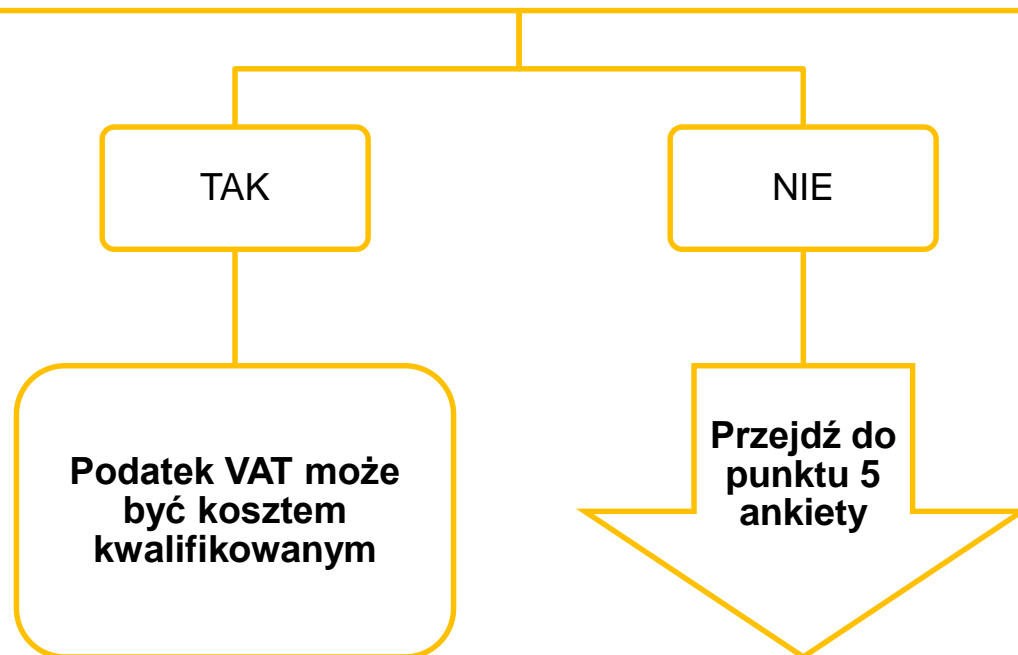 TAK
NIE
Podatek VAT może
być kosztem
kwalifikowanym
Przejdź do
punktu 5
ankiety